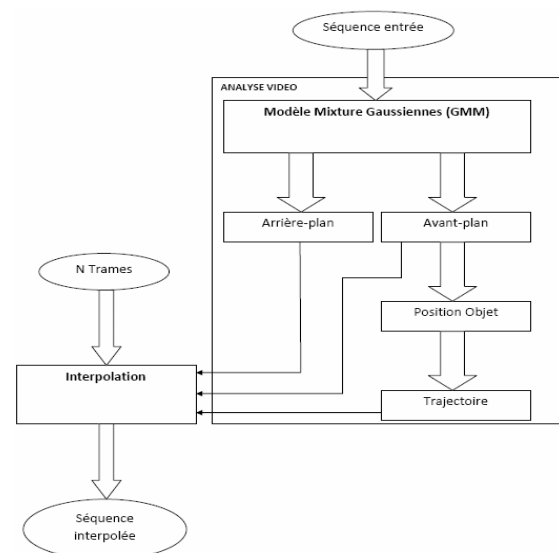 Séquence entrée
ANALYSE VIDEO
Modèle Mixture Gaussiennes (GMM)
Arrière-plan
Avant-plan
N Trames
Position Objet
Interpolation
Trajectoire
Séquence
interpolée